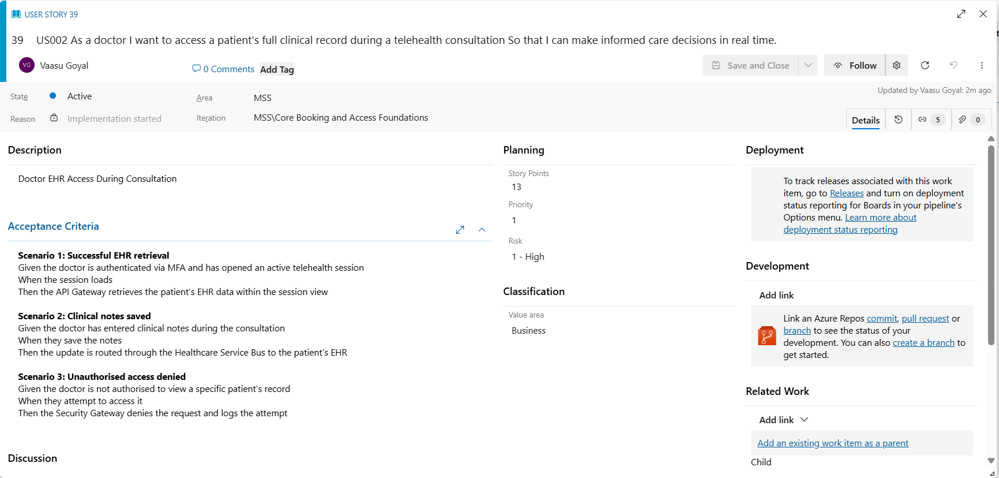 USER STORY 39
39 US002 As a doctor I want to access a patient's full clinical record during a telehealth consultation So that I can make informed care decisions in real time.
VG Vaasu Goyal
0 Comments
Add Tag
Save and Close
Follow
State
Active
Area
MSS
Updated by Vaasu Goyal: 2m ago
Reason
Implementation started
Iteration
MSS\Core Booking and Access Foundations
Details
5
0
Description
Doctor EHR Access During Consultation
Acceptance Criteria
Scenario 1: Successful EHR retrieval
Given the doctor is authenticated via MFA and has opened an active telehealth session
When the session loads
Then the API Gateway retrieves the patient's EHR data within the session view
Scenario 2: Clinical notes saved
Given the doctor has entered clinical notes during the consultation
When they save the notes
Then the update is routed through the Healthcare Service Bus to the patient's EHR
Scenario 3: Unauthorised access denied
Given the doctor is not authorised to view a specific patient's record
When they attempt to access it
Then the Security Gateway denies the request and logs the attempt
Discussion
Planning
Story Points
13
Priority
1
Risk
1 - High
Classification
Value area
Business
Deployment
To track releases associated with this work
item, go to Releases and turn on deployment
status reporting for Boards in your pipeline's
Options menu. Learn more about
deployment status reporting
Development
Add link
Link an Azure Repos commit, pull request or
branch to see the status of your
development. You can also create a branch to
get started.
Related Work
Add link
Add an existing work item as a parent
Child